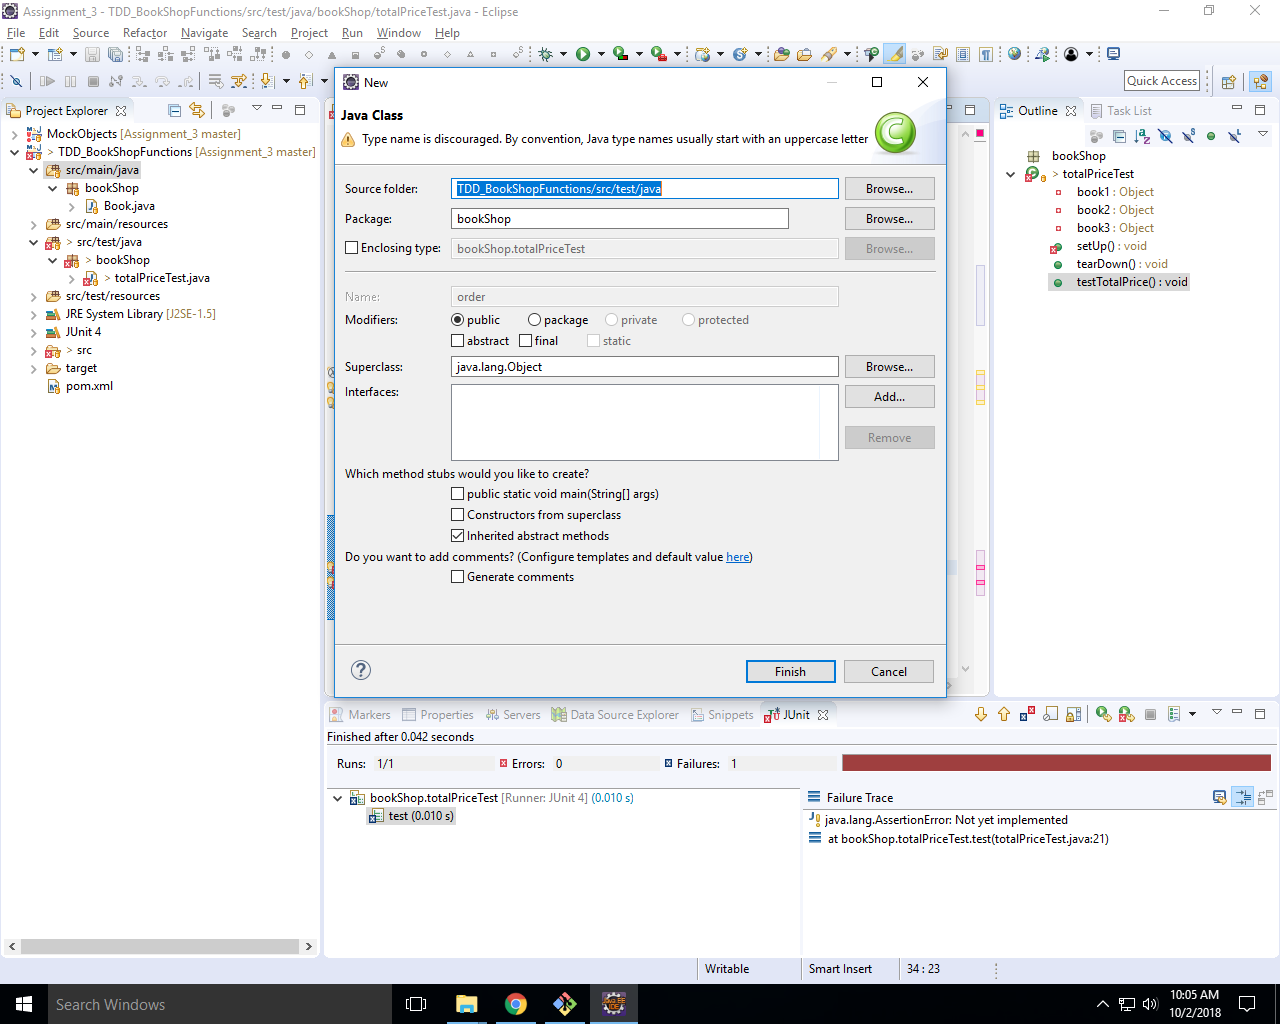 Assignment_3 - TDD_BookShopFunctions/src/test/java/bookShop/totalPriceTest.java - Eclipse
File Edit Source Refactor Navigate Search Project Run Window Help
Quick Access
Project Explorer
MockObjects [Assignment_3 master]
> TDD_BookShopFunctions [Assignment_3 master]
src/main/java
bookShop
Book.java
src/main/resources
> src/test/java
> bookShop
> totalPriceTest.java
src/test/resources
JRE System Library [J2SE-1.5]
JUnit 4
> src
target
pom.xml
New
Java Class
Type name is discouraged. By convention, Java type names usually start with an uppercase letter
Source folder: TDD_BookShopFunctions/src/test/java Browse...
Package: bookShop Browse...
Enclosing type: bookShop.totalPriceTest Browse...
Name: order
Modifiers: public package private protected
abstract final static
Superclass: java.lang.Object Browse...
Interfaces: Add...
Remove
Which method stubs would you like to create?
public static void main(String[] args)
Constructors from superclass
Inherited abstract methods
Do you want to add comments? (Configure templates and default value here)
Generate comments
Finish Cancel
Outline Task List
bookShop
> totalPriceTest
book1 : Object
book2 : Object
book3 : Object
setUp() : void
tearDown() : void
testTotalPrice() : void
Markers Properties Servers Data Source Explorer Snippets JUnit
Finished after 0.042 seconds
Runs: 1/1 Errors: 0 Failures: 1
bookShop.totalPriceTest [Runner: JUnit 4] (0.010 s)
test (0.010 s)
Failure Trace
java.lang.AssertionError: Not yet implemented
at bookShop.totalPriceTest.test(totalPriceTest.java:21)
Writable Smart Insert 34 : 23
Search Windows
10:05 AM
10/2/2018